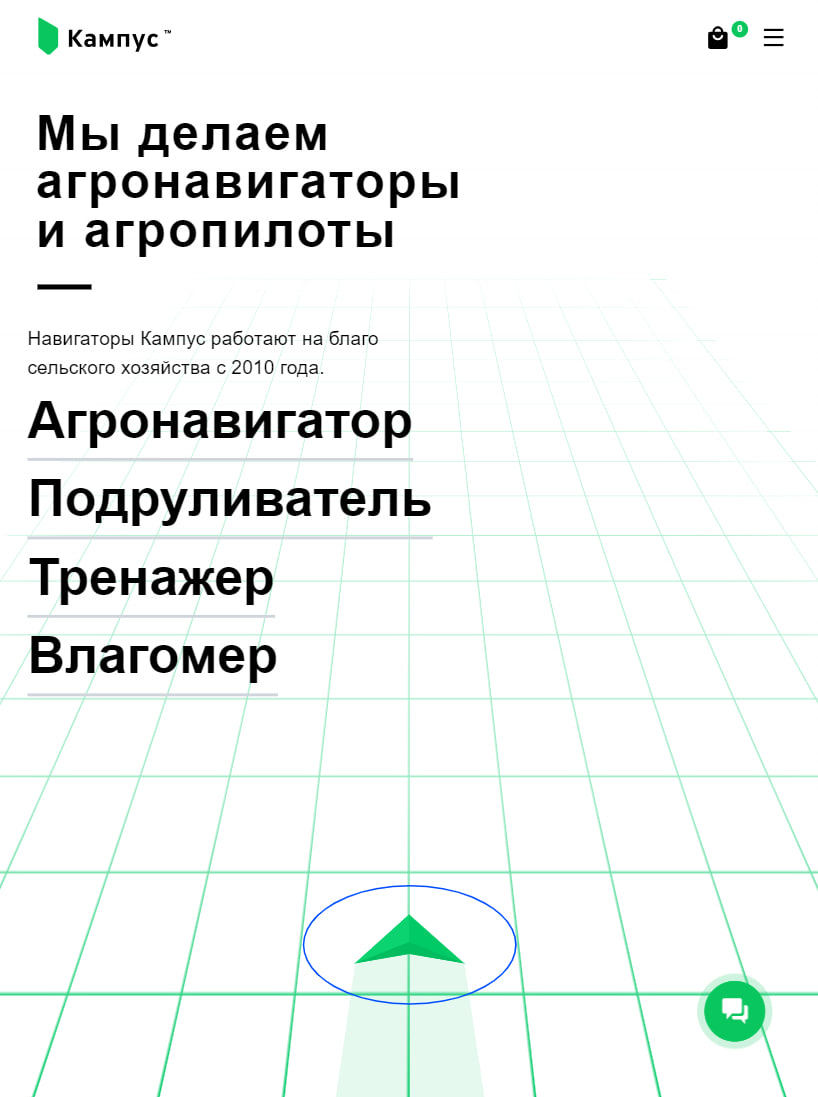 Кампус™
0
Мы делаем
агронавигаторы
и агропилоты
Навигаторы Кампус работают на благо
сельского хозяйства с 2010 года.
Агронавигатор
Подруливатель
Тренажер
Влагомер